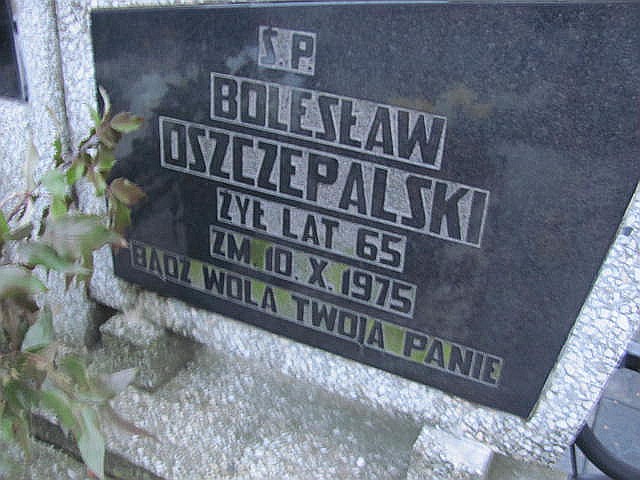 Ś.P.
BOLESŁAW
OSZCZEPALSKI
ŻYŁ LAT 65
ZM. 10. X. 1975
BĄDŹ WOLA TWOJA PANIE